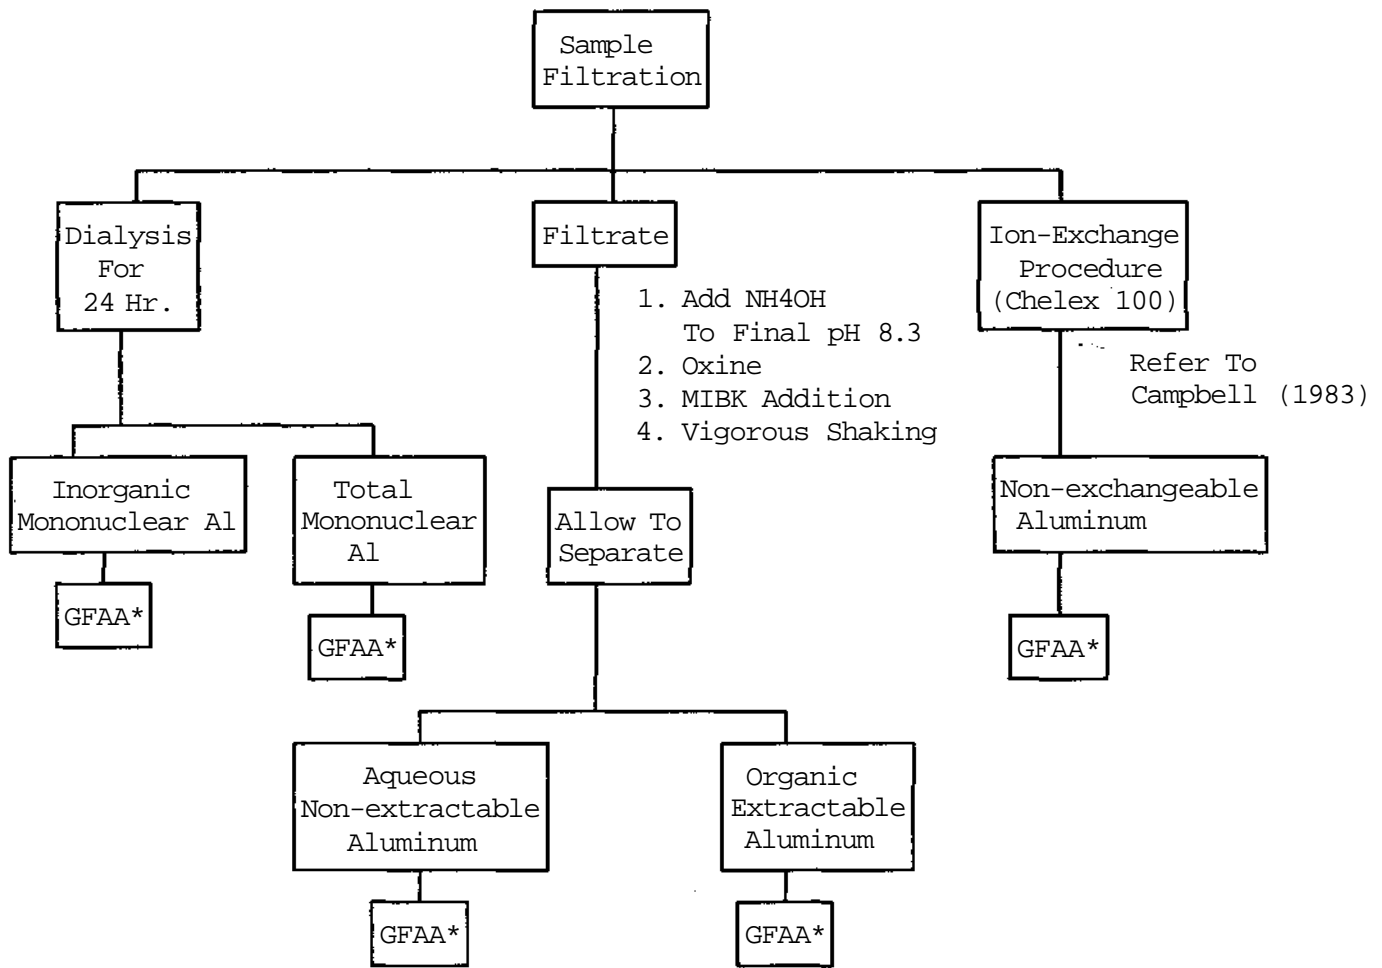 Sample
Filtration
Dialysis
For
24 Hr.
Filtrate
Ion-Exchange
Procedure
(Chelex 100)
1. Add NH4OH
To Final pH 8.3
2. Oxine
3. MIBK Addition
4. Vigorous Shaking
Refer To
Campbell (1983)
Inorganic
Mononuclear Al
Total
Mononuclear
Al
Allow To
Separate
Non-exchangeable
Aluminum
GFAA*
GFAA*
GFAA*
Aqueous
Non-extractable
Aluminum
Organic
Extractable
Aluminum
GFAA*
GFAA*